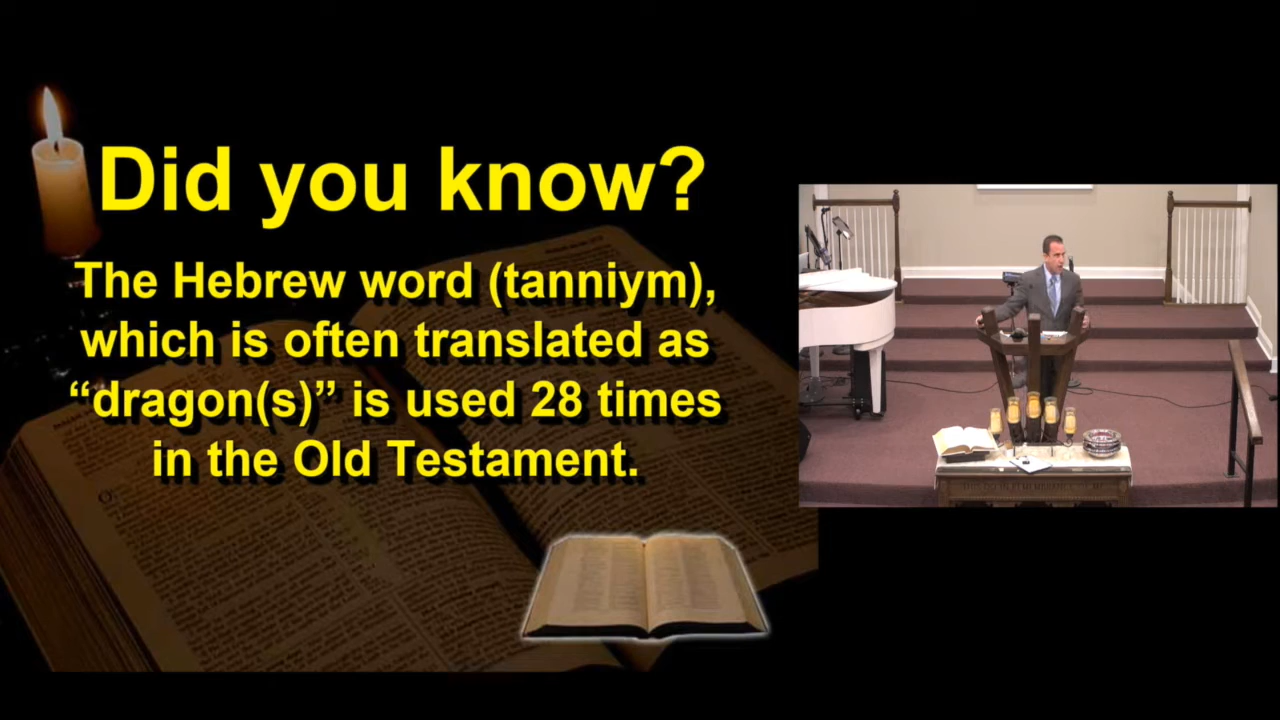 Did you know?
The Hebrew word (tanniym),
which is often translated as
“dragon(s)” is used 28 times
in the Old Testament.